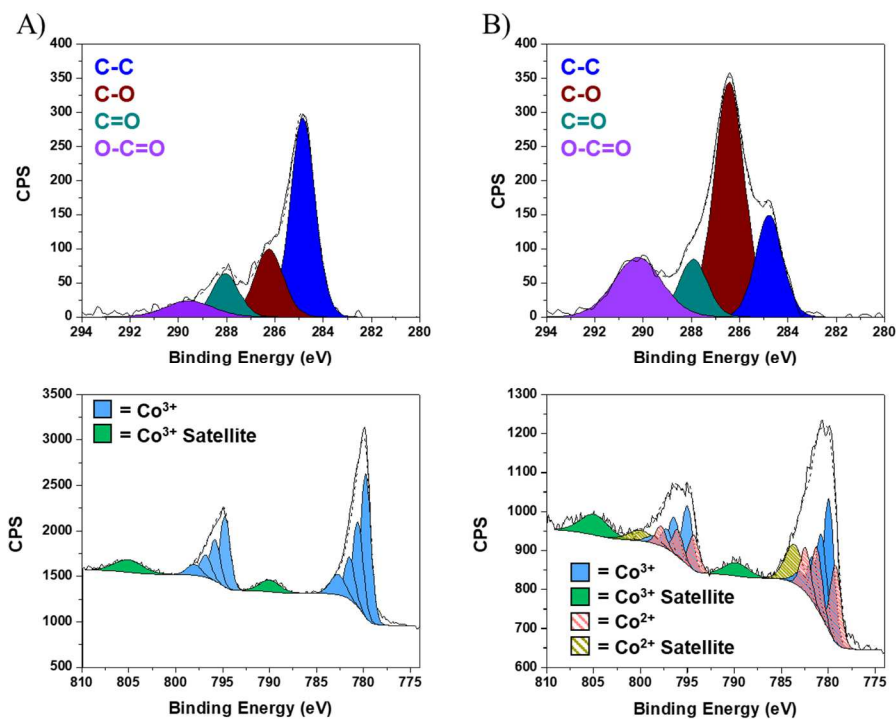 A)
400
350
300
250
200
150
100
50
0
CPS
C-C
C-O
C=O
O-C=O
294 292 290 288 286 284 282 280
Binding Energy (eV)
B)
400
350
300
250
200
150
100
50
0
CPS
C-C
C-O
C=O
O-C=O
294 292 290 288 286 284 282 280
Binding Energy (eV)
3500
3000
2500
2000
1500
1000
500
CPS
= Co³⁺
= Co³⁺ Satellite
810 805 800 795 790 785 780 775
Binding Energy (eV)
1300
1200
1100
1000
900
800
700
600
CPS
= Co³⁺
= Co³⁺ Satellite
= Co²⁺
= Co²⁺ Satellite
810 805 800 795 790 785 780 775
Binding Energy (eV)